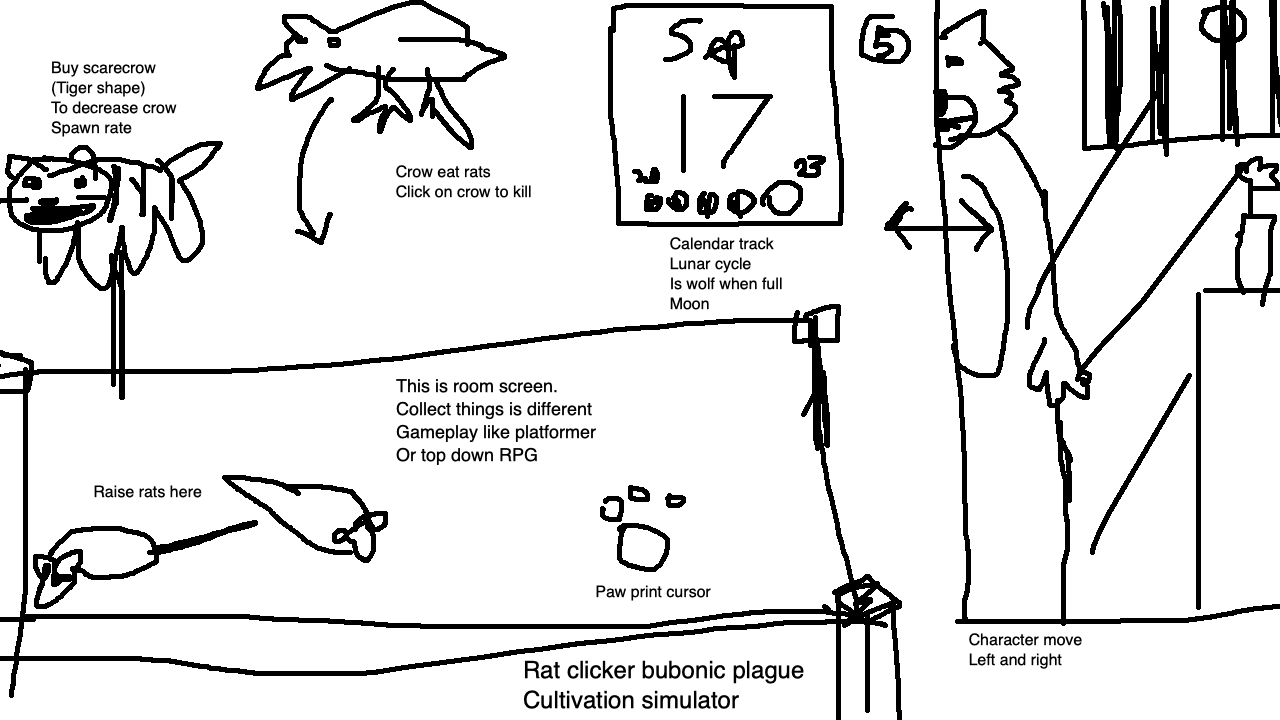 Buy scarecrow
(Tiger shape)
To decrease crow
Spawn rate
Crow eat rats
Click on crow to kill
Sep
17
20
23
Calendar track
Lunar cycle
Is wolf when full
Moon
5
This is room screen.
Collect things is different
Gameplay like platformer
Or top down RPG
Raise rats here
Paw print cursor
Character move
Left and right
Rat clicker bubonic plague
Cultivation simulator